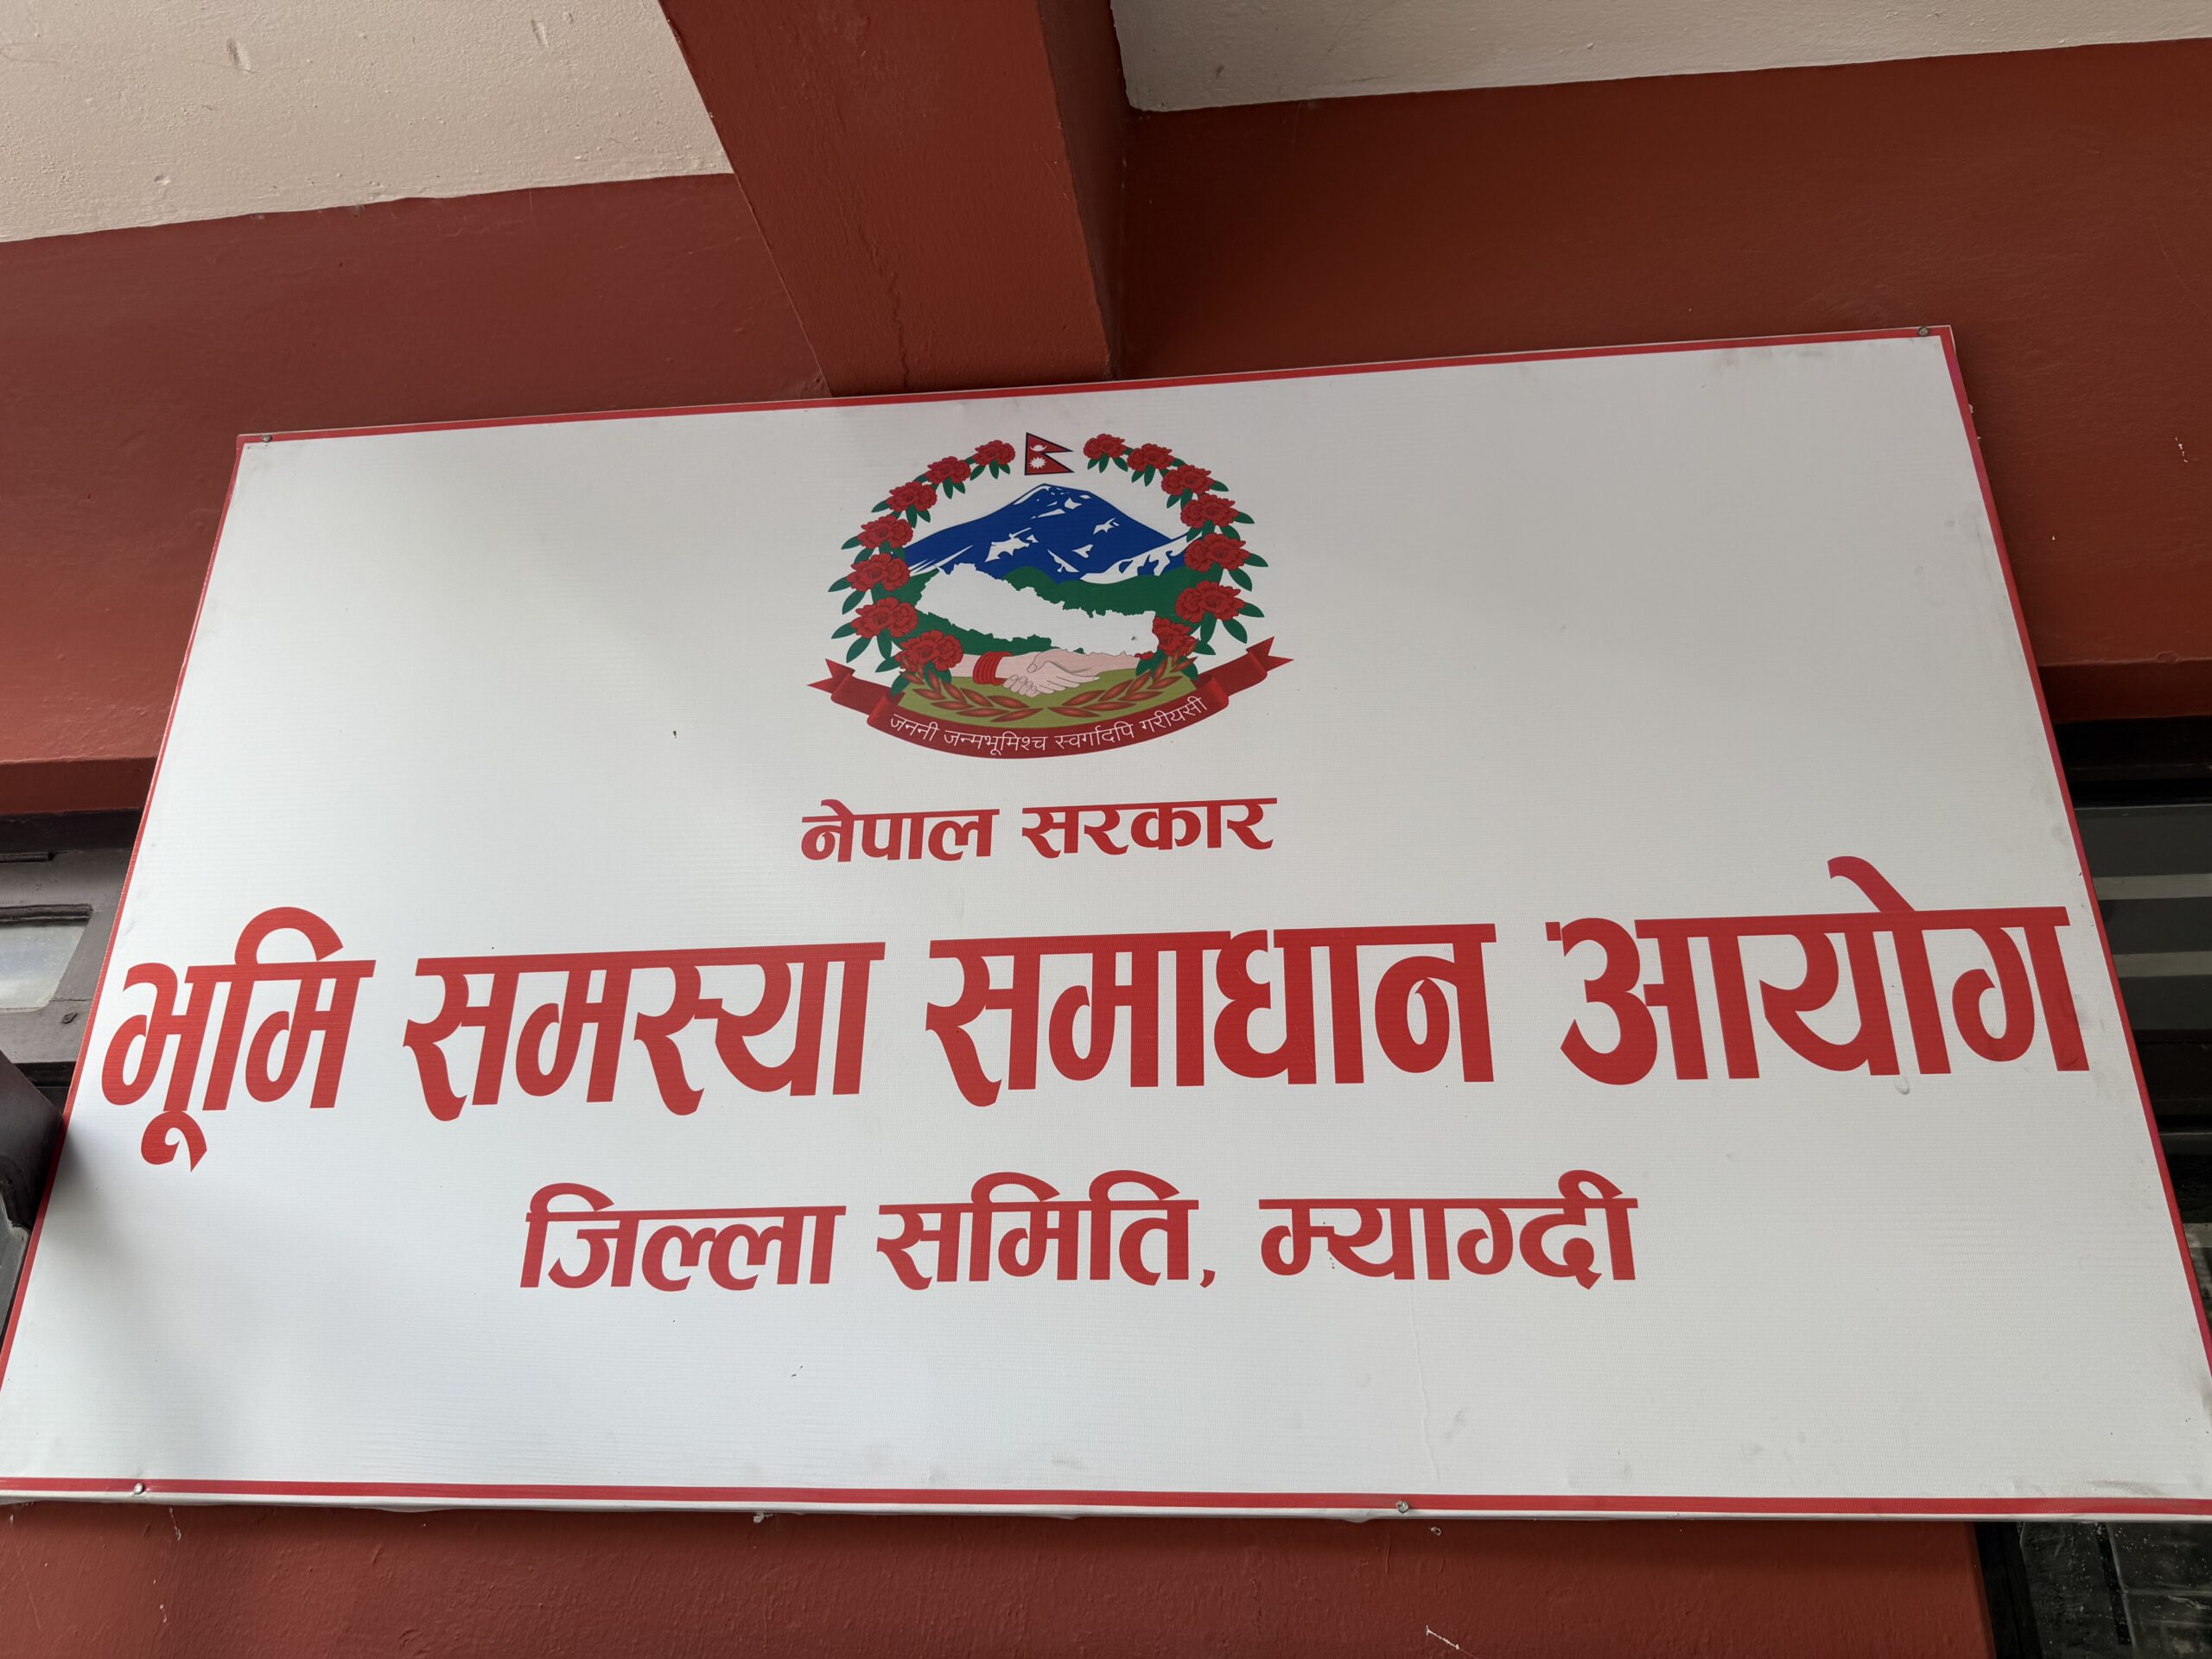 जननी जन्मभूमिश्च स्वर्गादपि गरीयसी
नेपाल सरकार
भूमि समस्या समाधान आयोग
जिल्ला समिति, म्याग्दी